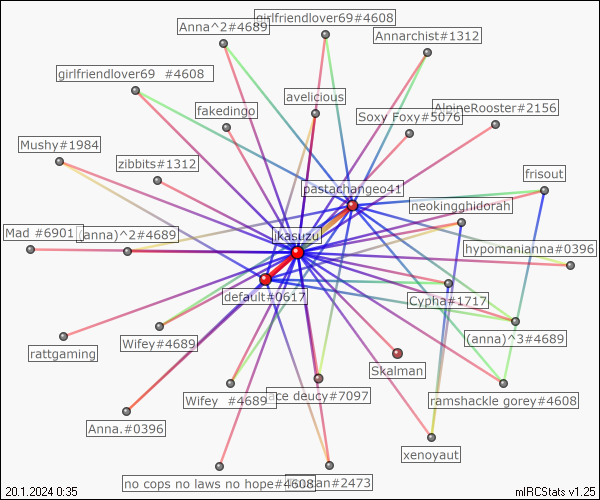 girlfriendlover69#4608
Anna^2#4689
Annarchist#1312
girlfriendlover69 #4608
avelicious
fakedingo
AlpineRooster#2156
Soxy Foxy#5076
Mushy#1984
zibbits#1312
frisout
pastachangeo41
neokingghidorah
Mad #6901
(anna)^2#4689
ikasuzu
hypomanianna#0396
default#0617
Cypha#1717
(anna)^3#4689
Wifey#4689
rattgaming
Skalman
ace deucy#7097
Wifey #4689
ramshackle gorey#4608
Anna.#0396
xenoyaut
no cops no laws no hope#4608
#2473
20.1.2024 0:35
mIRCStats v1.25